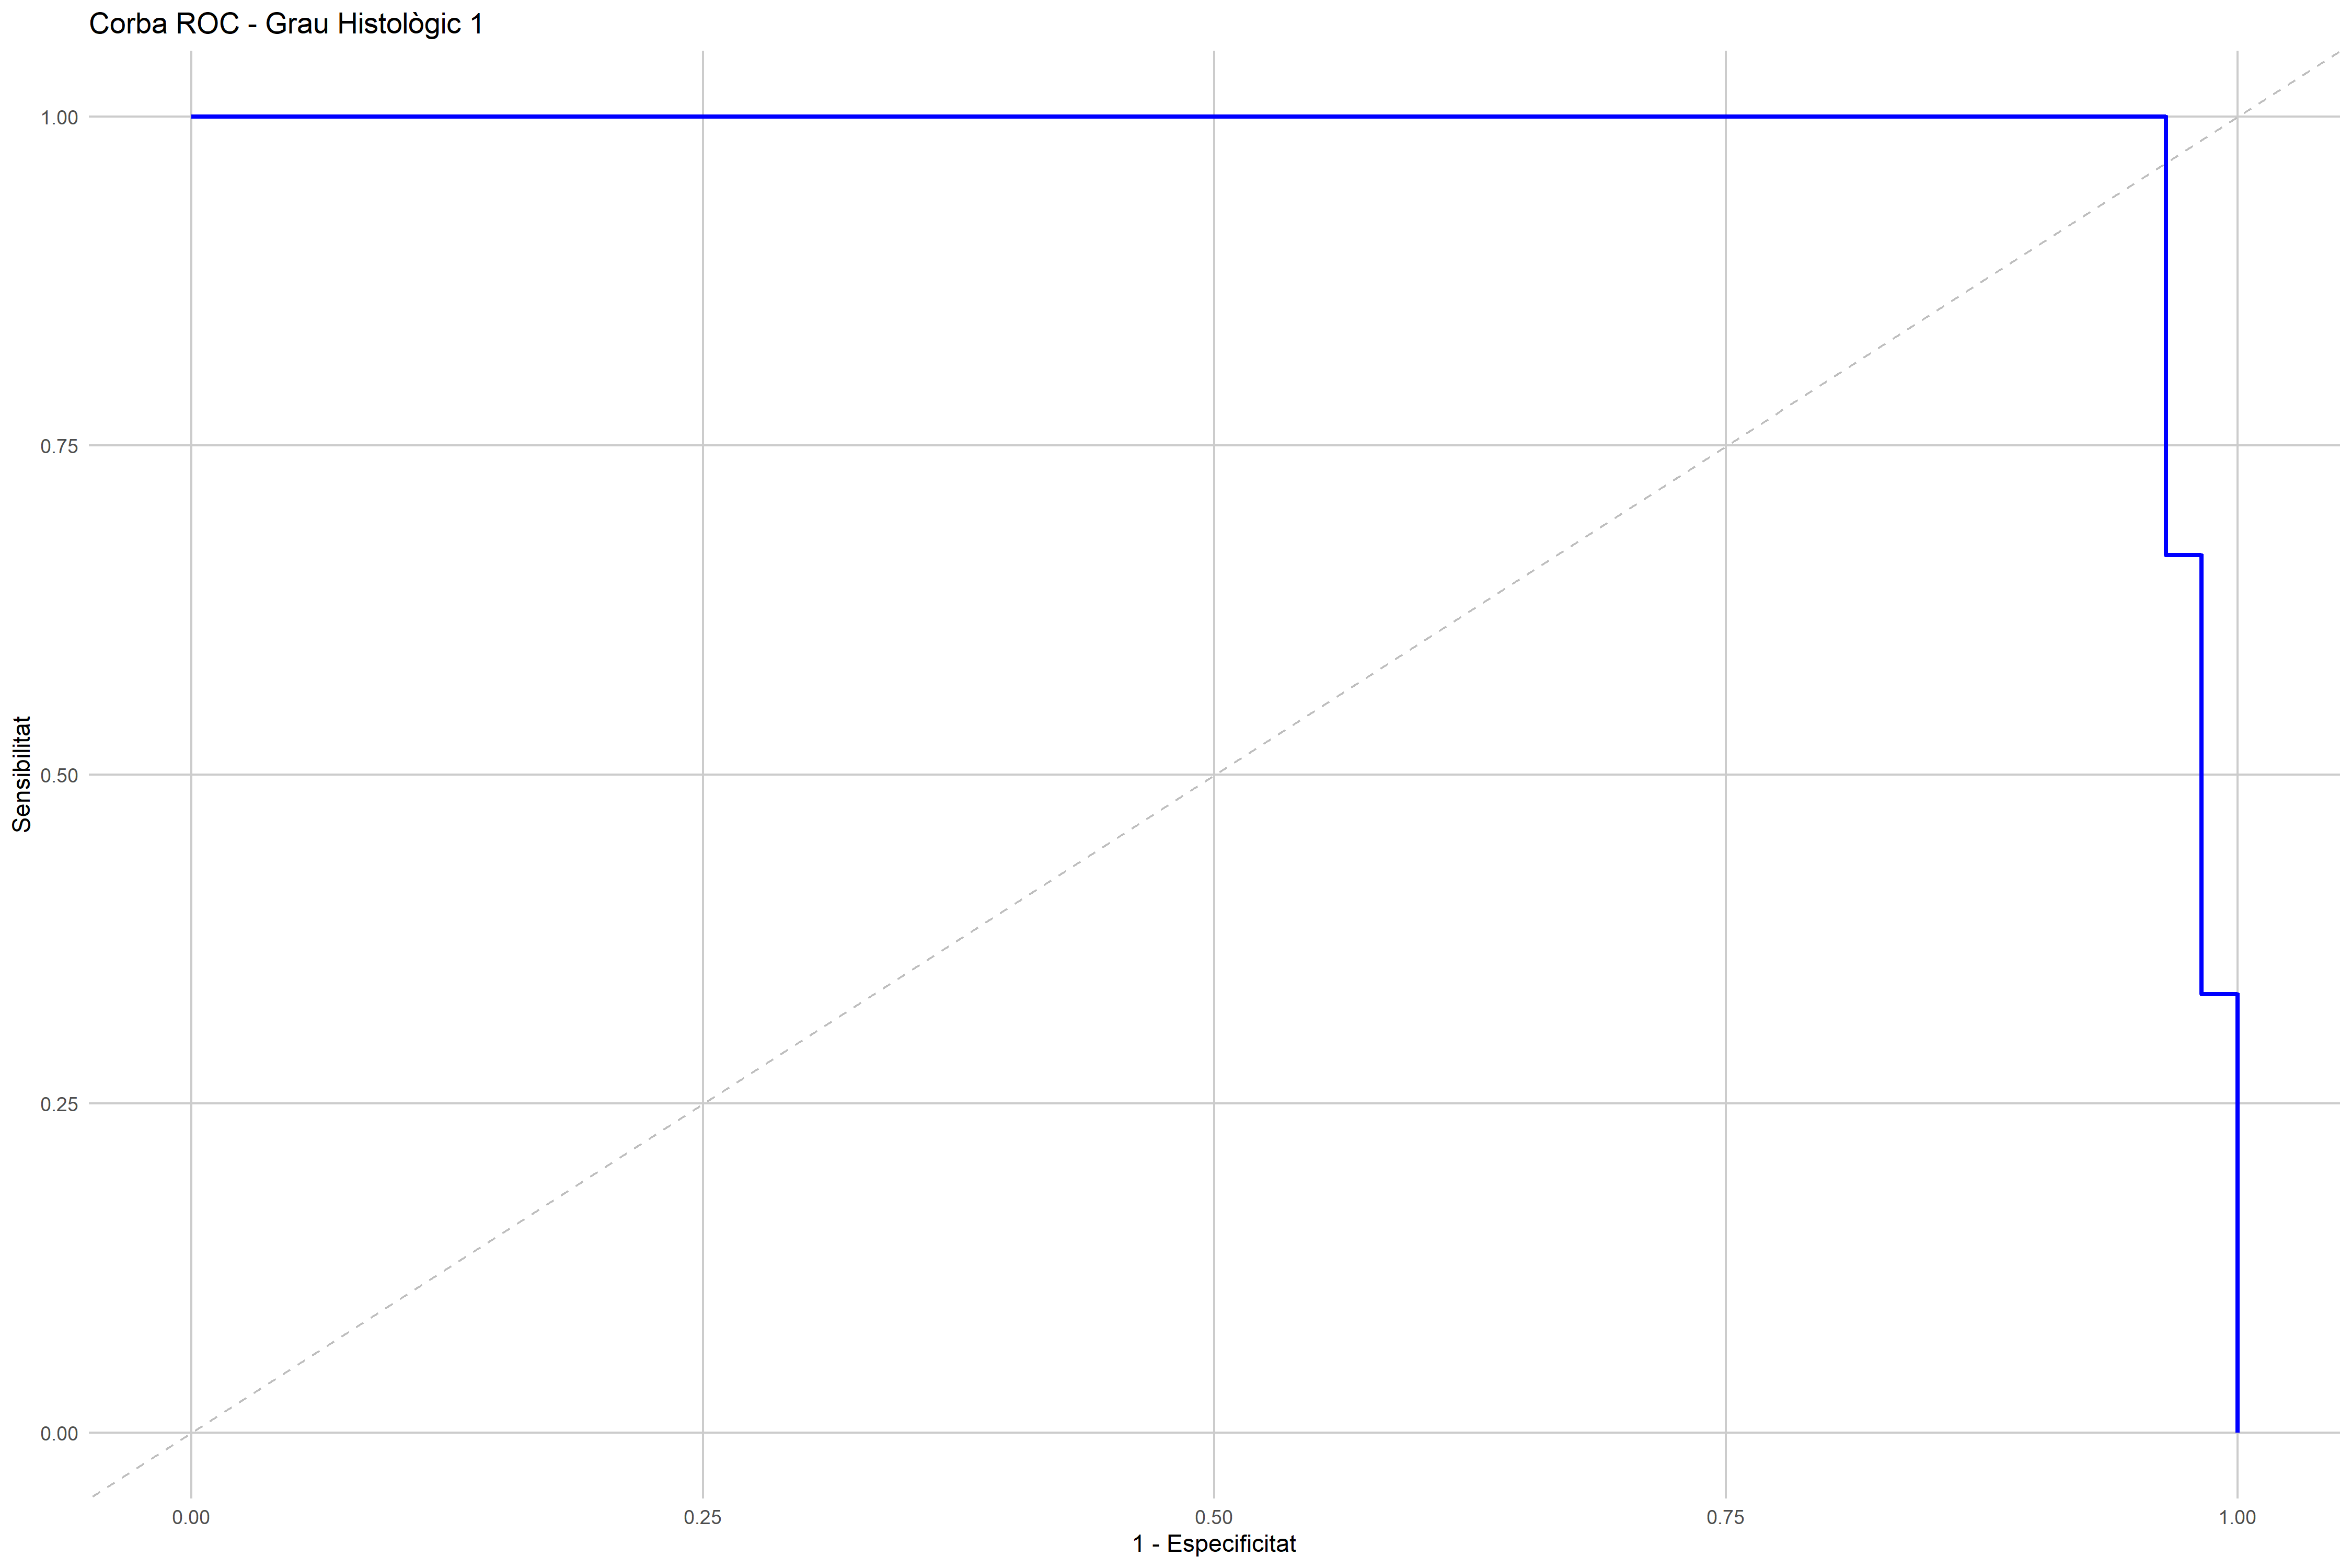 Corba ROC - Grau Histològic 1
1.00
0.75
0.50
0.25
0.00
Sensibilitat
0.00 0.25 0.50 0.75 1.00
1 - Especificitat